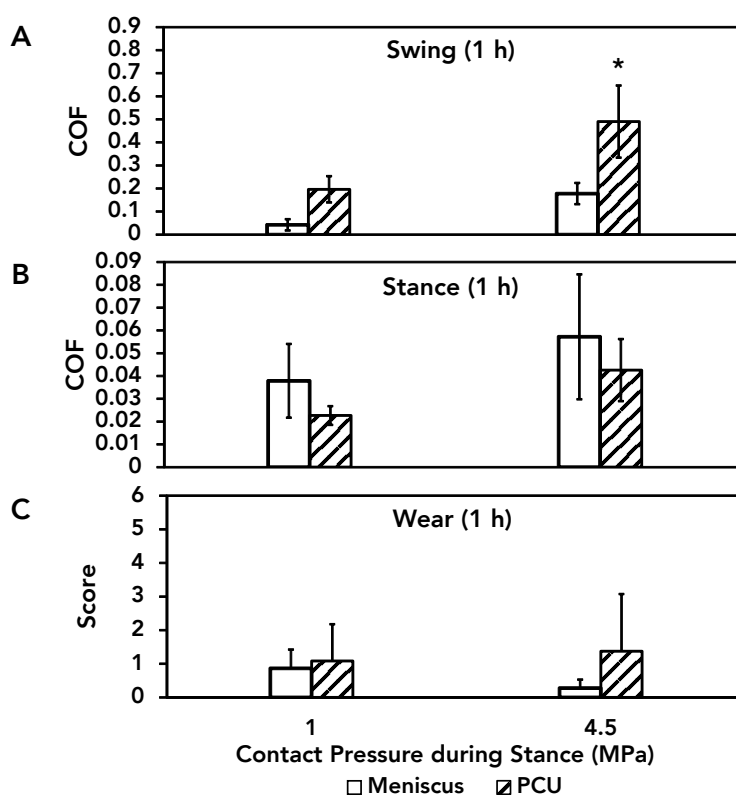 A
Swing (1 h)
COF
0.9
0.8
0.7
0.6
0.5
0.4
0.3
0.2
0.1
0
*
B
Stance (1 h)
COF
0.09
0.08
0.07
0.06
0.05
0.04
0.03
0.02
0.01
0
C
Wear (1 h)
Score
6
5
4
3
2
1
0
1 4.5
Contact Pressure during Stance (MPa)
Meniscus PCU